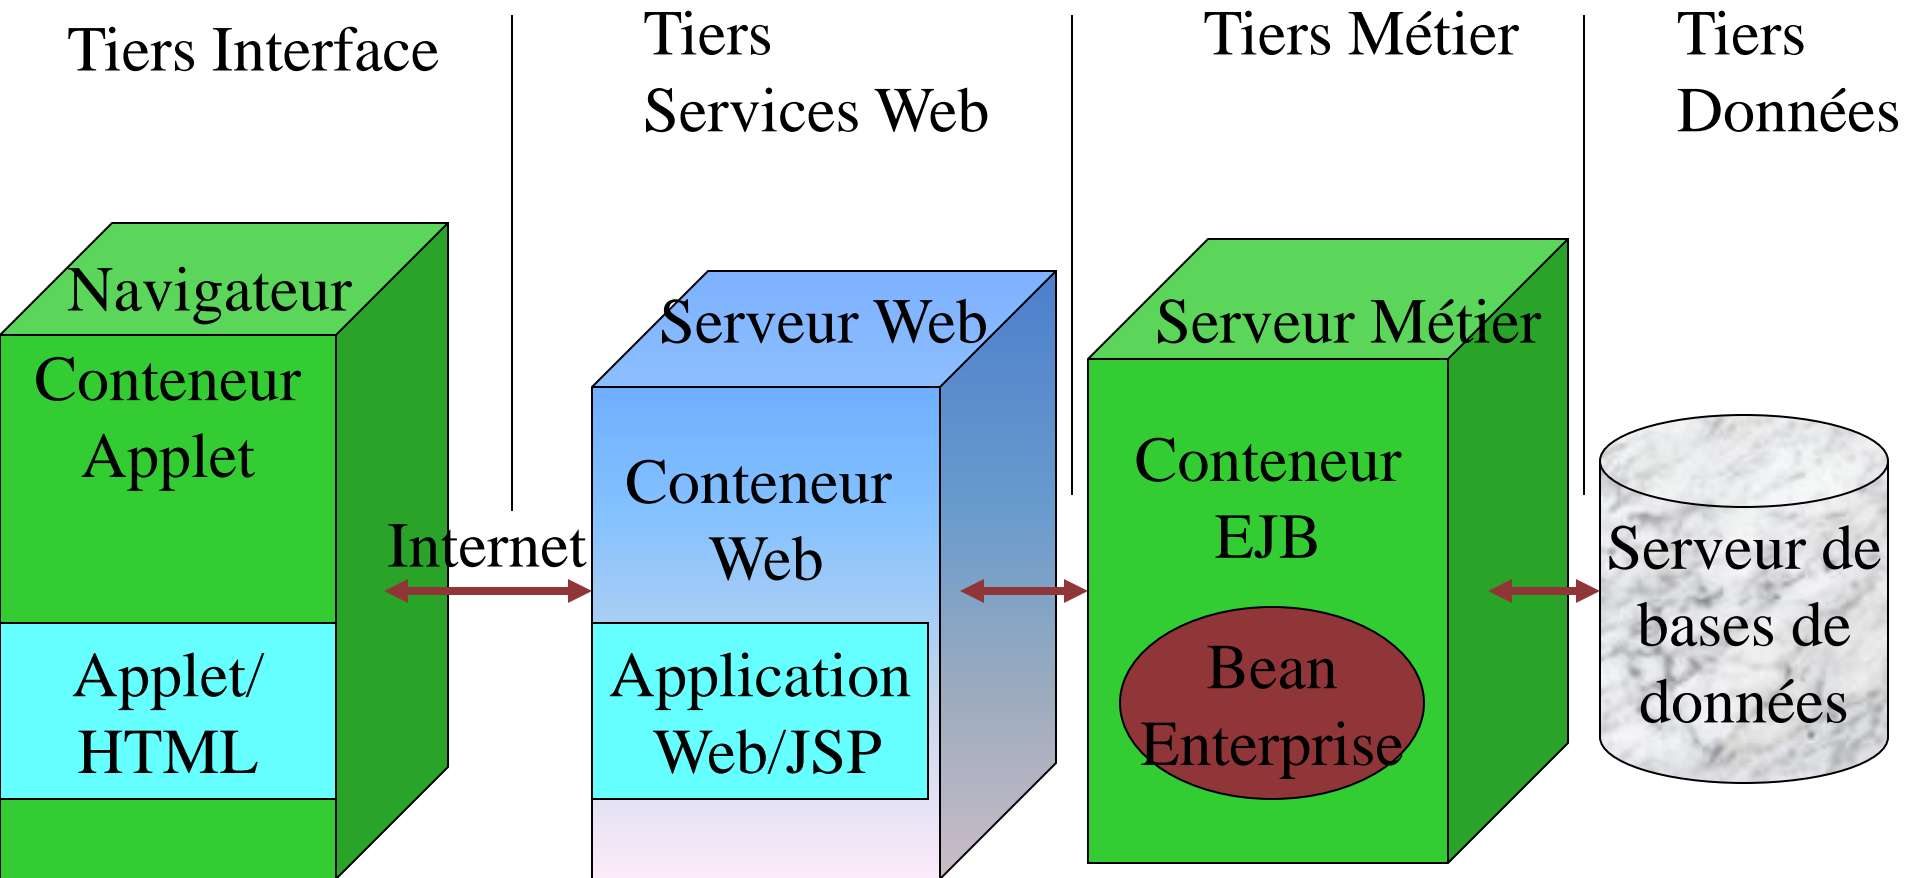 Tiers Interface
Tiers
Services Web
Tiers Métier
Tiers
Données
Navigateur
Conteneur
Applet
Applet/
HTML
Internet
Serveur Web
Conteneur
Web
Application
Web/JSP
Serveur Métier
Conteneur
EJB
Bean
Enterprise
Serveur de
bases de
données